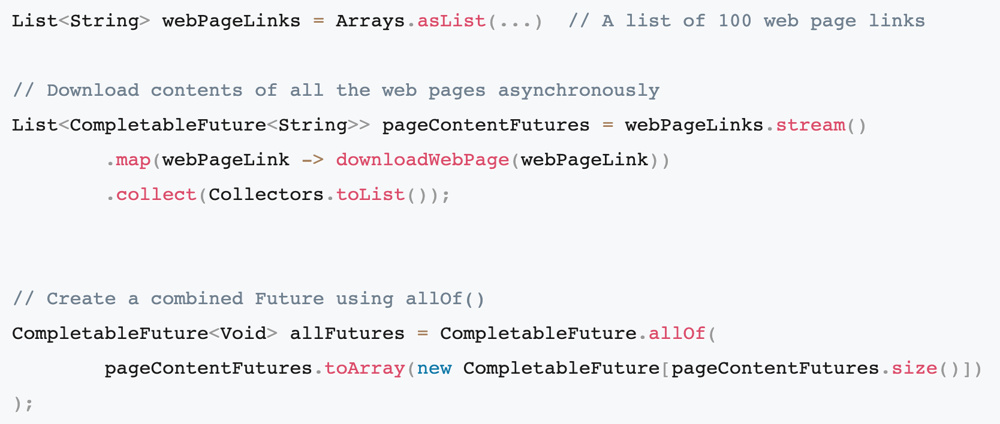 List<String> webPageLinks = Arrays.asList(...)  // A list of 100 web page links
// Download contents of all the web pages asynchronously
List<CompletableFuture<String>> pageContentFutures = webPageLinks.stream()
        .map(webPageLink -> downloadWebPage(webPageLink))
        .collect(Collectors.toList());
// Create a combined Future using allOf()
CompletableFuture<Void> allFutures = CompletableFuture.allOf(
        pageContentFutures.toArray(new CompletableFuture[pageContentFutures.size()])
);